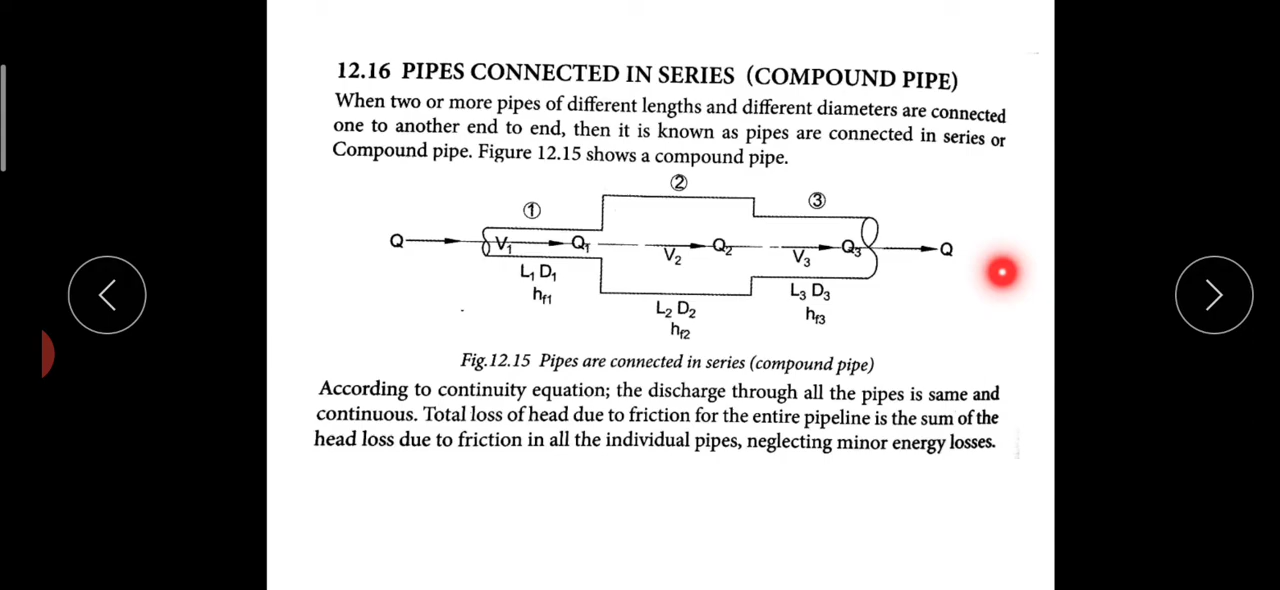 12.16 PIPES CONNECTED IN SERIES (COMPOUND PIPE)
When two or more pipes of different lengths and different diameters are connected
one to another end to end, then it is known as pipes are connected in series or
Compound pipe. Figure 12.15 shows a compound pipe.
②
① ③
Q V₁ Q₁ V₂ Q₂ V₃ Q₃ Q
L₁ D₁
hf1
L₂ D₂
hf2
L₃ D₃
hf3
Fig.12.15 Pipes are connected in series (compound pipe)
According to continuity equation; the discharge through all the pipes is same and
continuous. Total loss of head due to friction for the entire pipeline is the sum of the
head loss due to friction in all the individual pipes, neglecting minor energy losses.